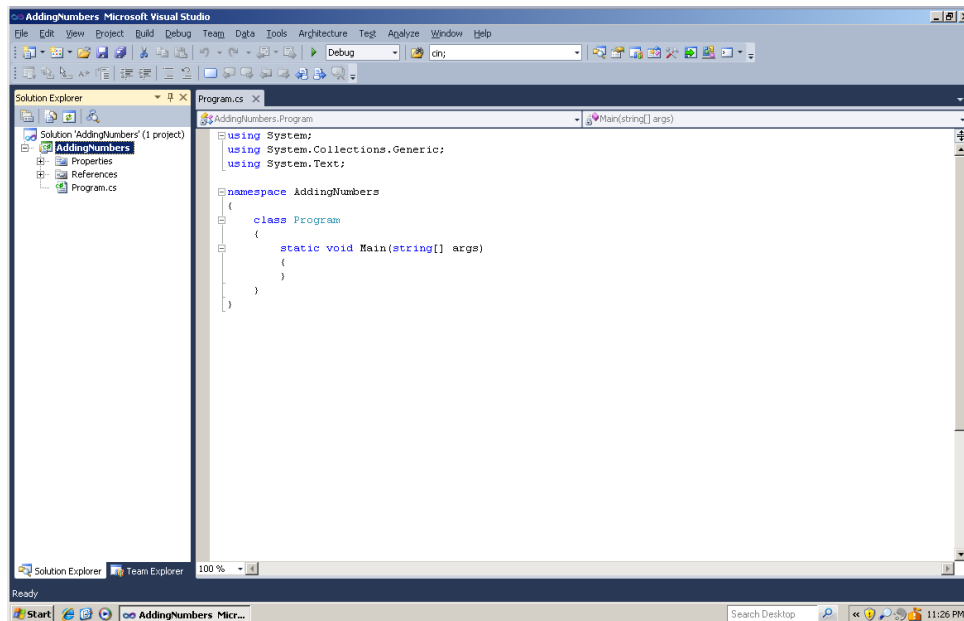 AddingNumbers Microsoft Visual Studio
File Edit View Project Build Debug Team Data Tools Architecture Test Analyze Window Help
Debug cin;
Solution Explorer
Solution 'AddingNumbers' (1 project)
AddingNumbers
Properties
References
Program.cs
Solution Explorer Team Explorer
Program.cs
AddingNumbers.Program Main(string[] args)
using System;
using System.Collections.Generic;
using System.Text;
namespace AddingNumbers
{
class Program
{
static void Main(string[] args)
{
}
}
}
100 %
Ready
Start AddingNumbers Micr... Search Desktop « 11:26 PM